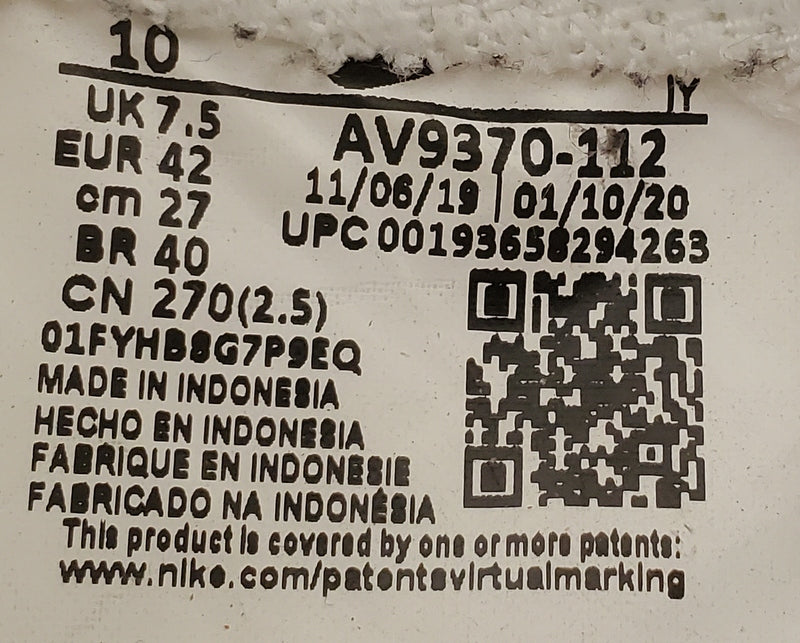 10
IY
UK 7.5
EUR 42
cm 27
BR 40
CN 270(2.5)
AV9370-112
11/06/19 | 01/10/20
UPC 00193658294263
01FYHB8G7P9EQ
MADE IN INDONESIA
HECHO EN INDONESIA
FABRIQUE EN INDONESIE
FABRICADO NA INDONÉSIA
This product is covered by one or more patents:
www.nike.com/patentsvirtualmarking